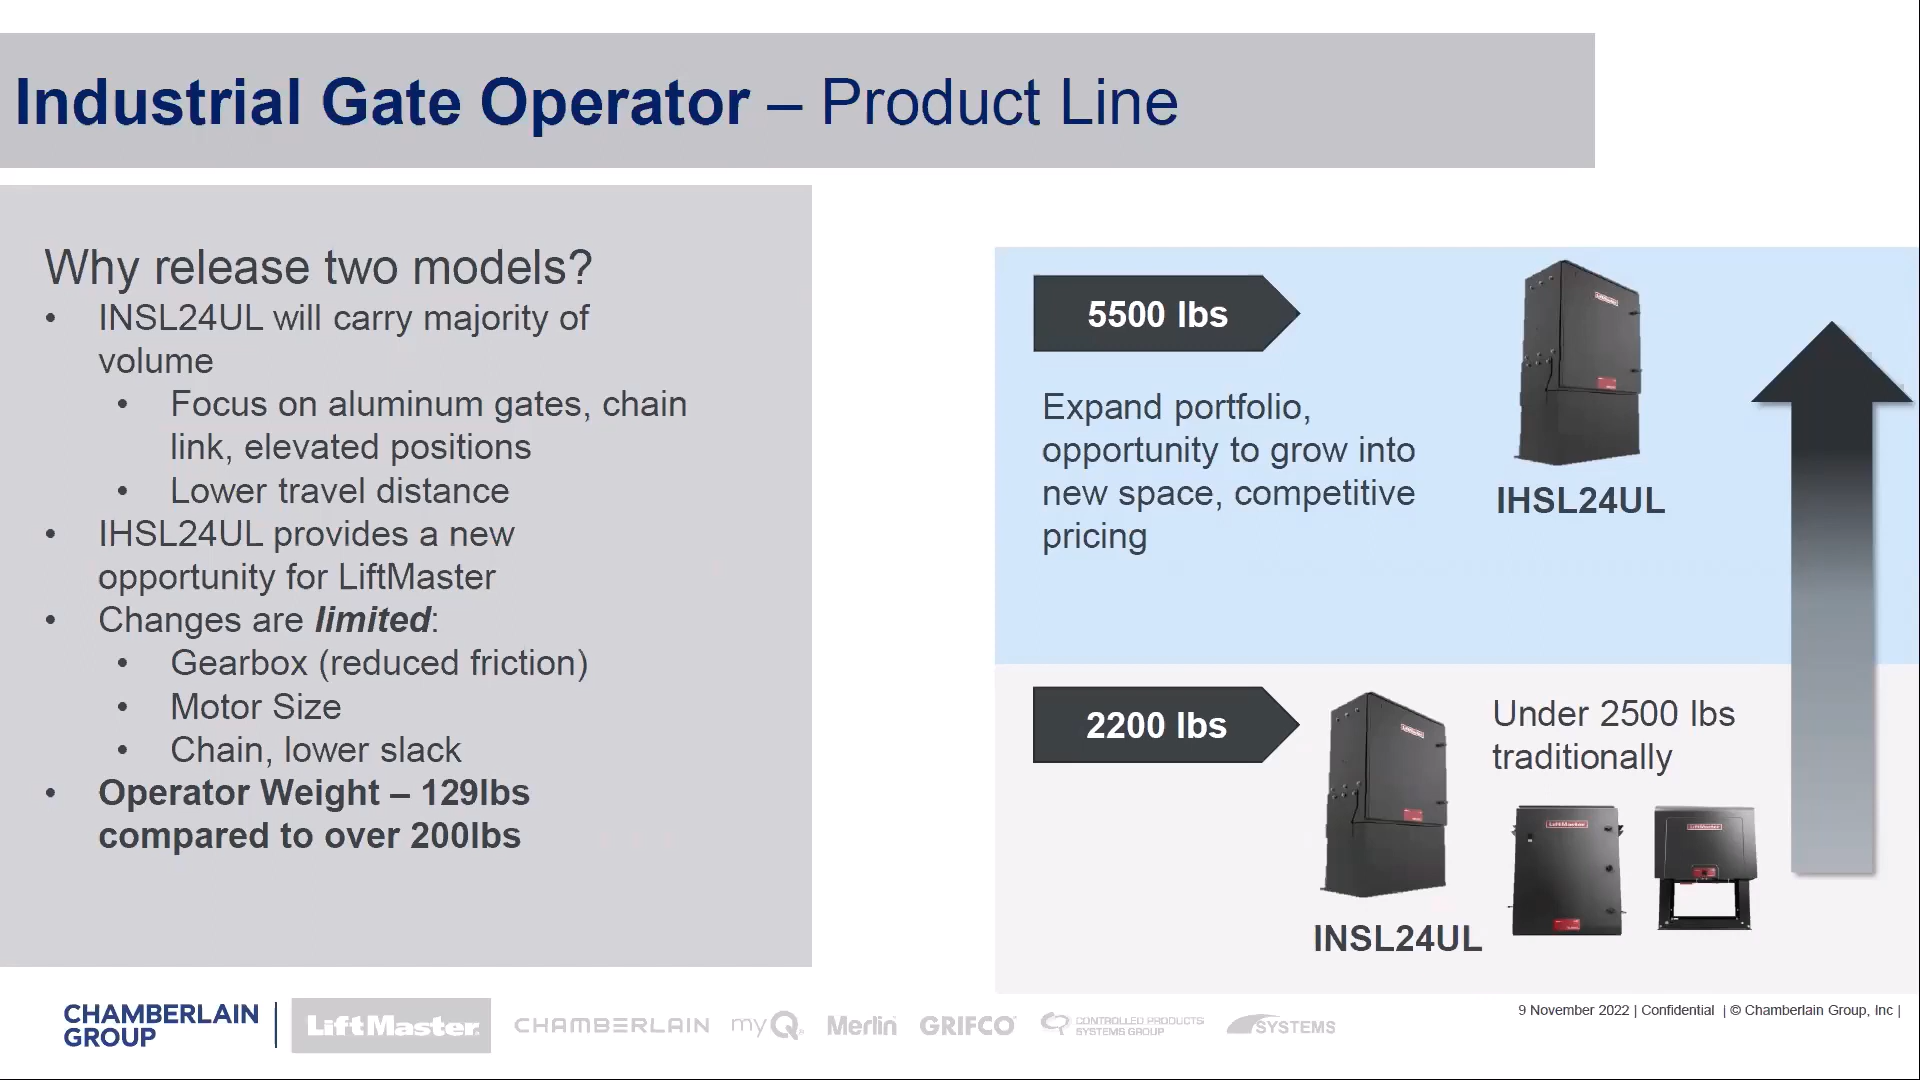 Industrial Gate Operator – Product Line
Why release two models?
• INSL24UL will carry majority of
volume
• Focus on aluminum gates, chain
link, elevated positions
• Lower travel distance
• IHSL24UL provides a new
opportunity for LiftMaster
• Changes are limited:
• Gearbox (reduced friction)
• Motor Size
• Chain, lower slack
• Operator Weight – 129lbs
compared to over 200lbs
5500 lbs
Expand portfolio,
opportunity to grow into
new space, competitive
pricing
LiftMaster
IHSL24UL
2200 lbs
LiftMaster
INSL24UL
Under 2500 lbs
traditionally
LiftMaster
LiftMaster
CHAMBERLAIN
GROUP
LiftMaster
CHAMBERLAIN
myQ
Merlin
GRIFCO
CONTROLLED PRODUCTS
SYSTEMS GROUP
SYSTEMS
9 November 2022 | Confidential | © Chamberlain Group, Inc |